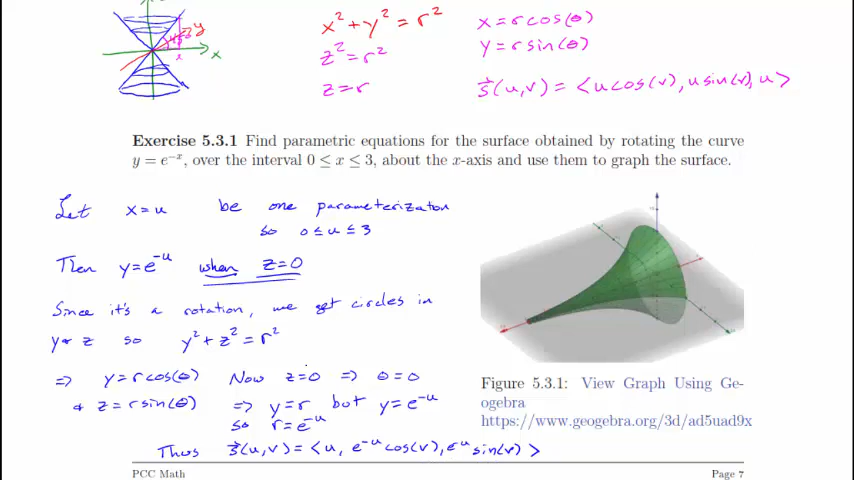 y
x
x² + y² = r²
x = r cos(θ)
z² = r²
y = r sin(θ)
z = r
s⃗(u,v) = <u cos(v), u sin(v), u>
Exercise 5.3.1 Find parametric equations for the surface obtained by rotating the curve
y = e⁻ˣ, over the interval 0 ≤ x ≤ 3, about the x-axis and use them to graph the surface.
Let x = u be one parameterization
so 0 ≤ u ≤ 3
Then y = e⁻ᵘ when z = 0
Since it's a rotation, we get circles in
y & z so y² + z² = r²
⇒ y = r cos(θ) Now z = 0 ⇒ θ = 0
& z = r sin(θ) ⇒ y = r but y = e⁻ᵘ
so r = e⁻ᵘ
Thus s⃗(u,v) = <u, e⁻ᵘ cos(v), e⁻ᵘ sin(v)>
Figure 5.3.1: View Graph Using Ge-
ogebra
https://www.geogebra.org/3d/ad5uad9x
PCC Math
Page 7